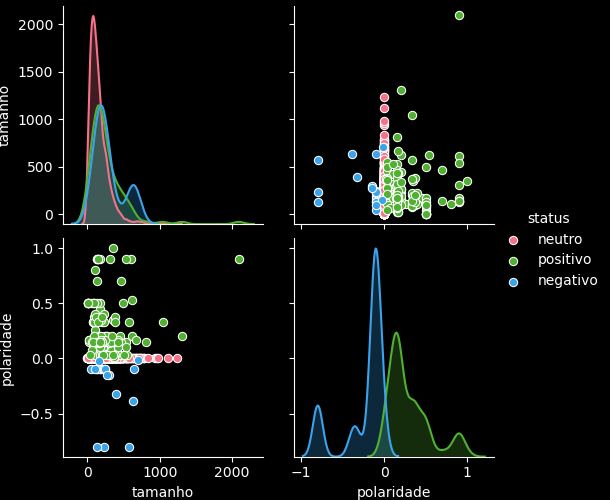 2000
1500
1000
500
0
tamanho
status
neutro
positivo
negativo
1.0
0.5
0.0
−0.5
polaridade
0 1000 2000
tamanho
−1 0 1
polaridade